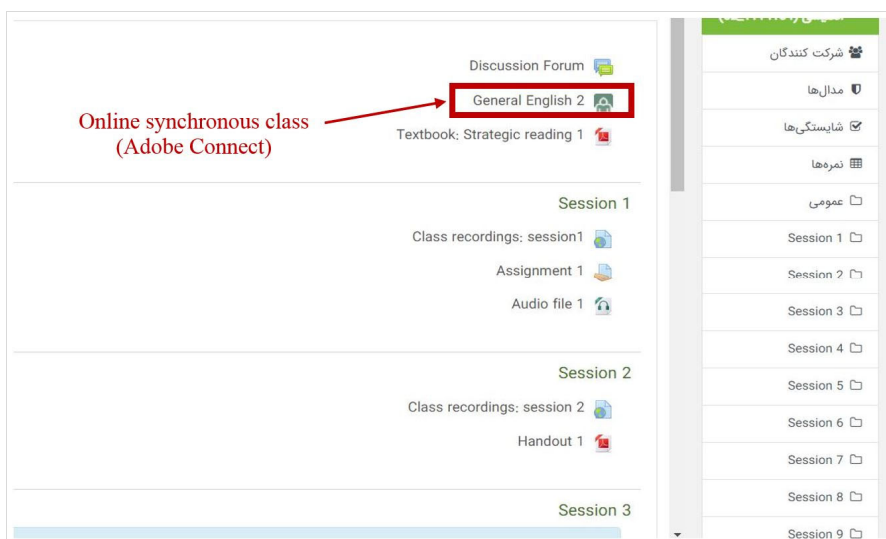 Discussion Forum
General English 2
Online synchronous class
(Adobe Connect)
Textbook: Strategic reading 1
Session 1
Class recordings: session1
Assignment 1
Audio file 1
Session 2
Class recordings: session 2
Handout 1
Session 3
شرکت کنندگان
مدال‌ها
شایستگی‌ها
نمره‌ها
عمومی
Session 1
Session 2
Session 3
Session 4
Session 5
Session 6
Session 7
Session 8
Session 9